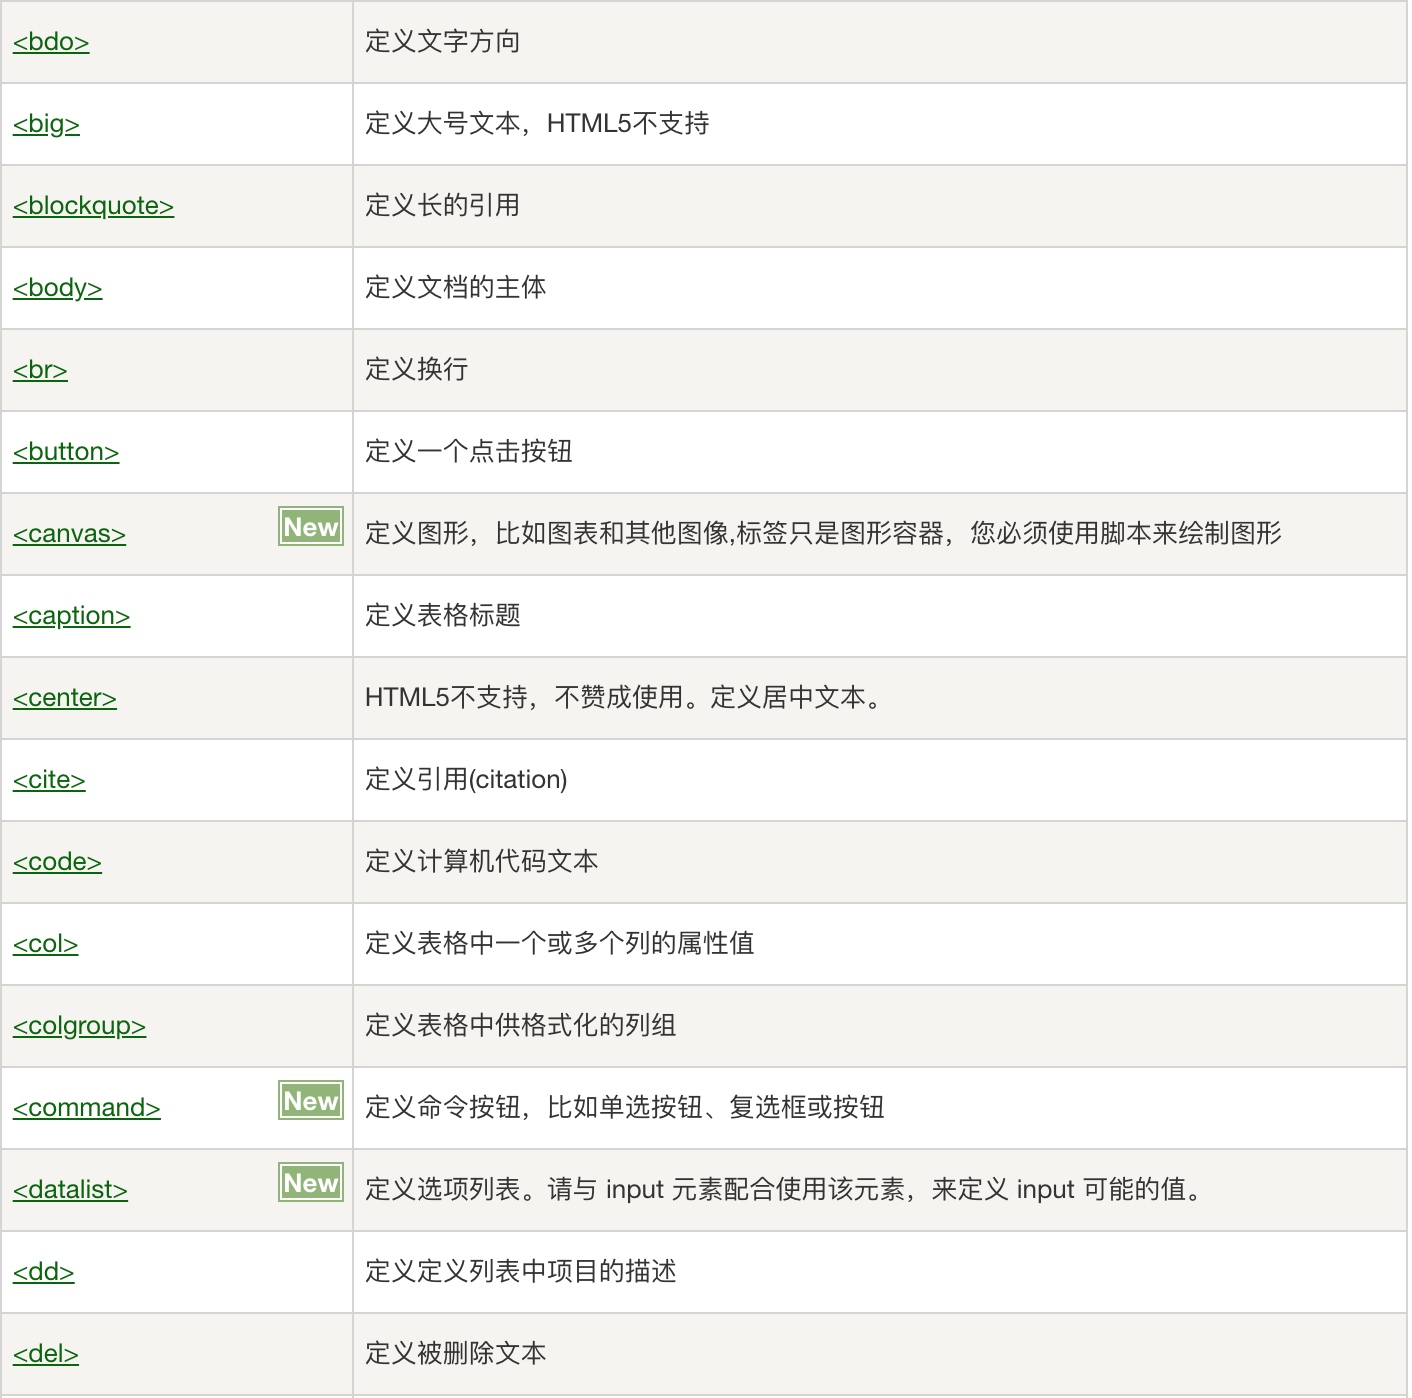 <bdo> 定义文字方向
<big> 定义大号文本，HTML5不支持
<blockquote> 定义长的引用
<body> 定义文档的主体
<br> 定义换行
<button> 定义一个点击按钮
<canvas> New 定义图形，比如图表和其他图像,标签只是图形容器，您必须使用脚本来绘制图形
<caption> 定义表格标题
<center> HTML5不支持，不赞成使用。定义居中文本。
<cite> 定义引用(citation)
<code> 定义计算机代码文本
<col> 定义表格中一个或多个列的属性值
<colgroup> 定义表格中供格式化的列组
<command> New 定义命令按钮，比如单选按钮、复选框或按钮
<datalist> New 定义选项列表。请与 input 元素配合使用该元素，来定义 input 可能的值。
<dd> 定义定义列表中项目的描述
<del> 定义被删除文本